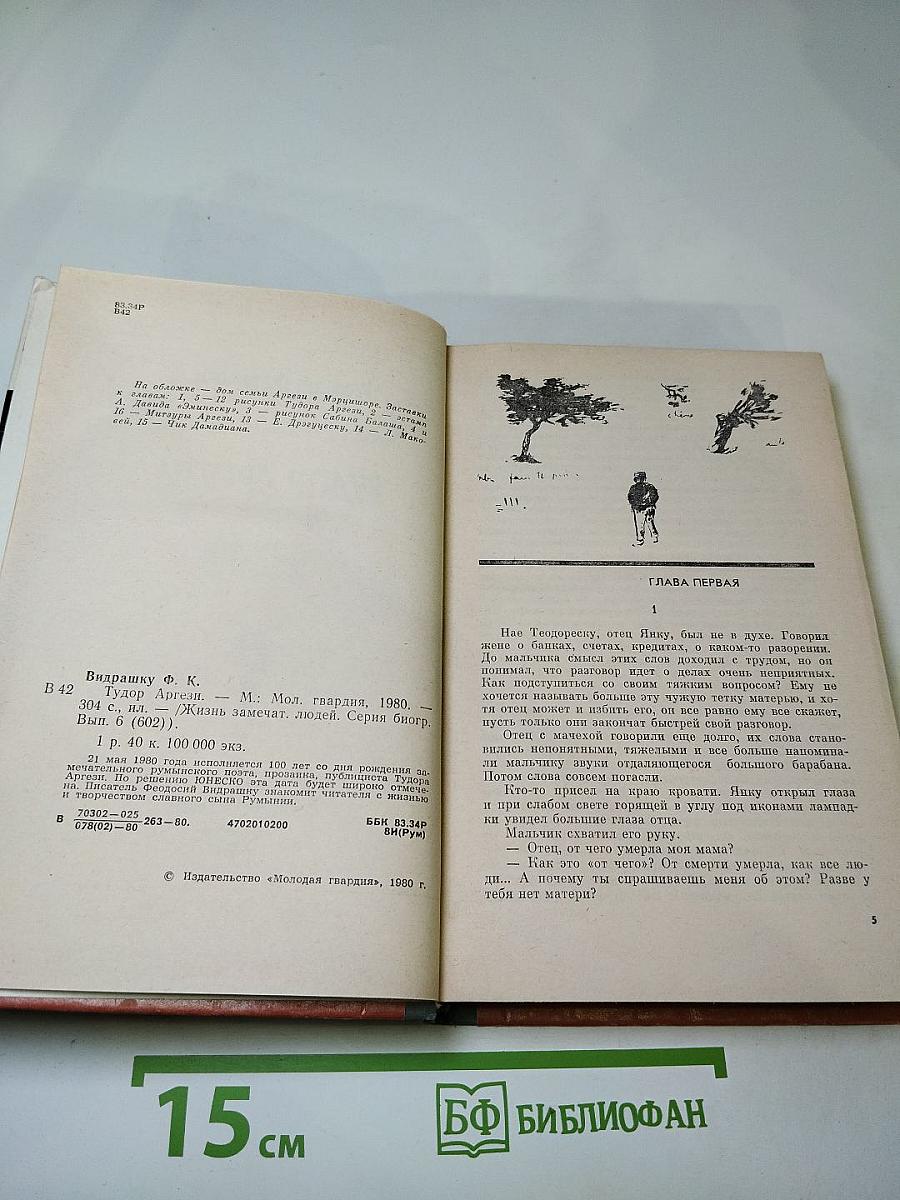 83.34Р
В42
На обложке — дом семьи Аргези в Мэрцишоре. Заставки
к главам: 1, 5—12 рисунки Тудора Аргези, 2 — эстамп
А. Давида «Эминеску», 3 — рисунок Сабина Балаша, 4 и
16 — Митзуры Аргези, 13 — Е. Дрэгуцеску, 14 — Л. Мако-
вей, 15 — Чик Дамадиана.
Видрашку Ф. К.
В 42
Тудор Аргези. — М.: Мол. гвардия, 1980. —
304 с., ил. — /Жизнь замечат. людей. Серия биогр.
Вып. 6 (602)).
1 р. 40 к. 100 000 экз.
21 мая 1980 года исполняется 100 лет со дня рождения за-
мечательного румынского поэта, прозаика, публициста Тудора
Аргези. По решению ЮНЕСКО эта дата будет широко отмече-
на. Писатель Феодосий Видрашку знакомит читателя с жизнью
и творчеством славного сына Румынии.
В 70302—025
078(02)—80 263—80. 4702010200 ББК 83.34Р
8И(Рум)
© Издательство «Молодая гвардия», 1980 г.
ГЛАВА ПЕРВАЯ
1
Нае Теодореску, отец Янку, был не в духе. Говорил
жене о банках, счетах, кредитах, о каком-то разорении.
До мальчика смысл этих слов доходил с трудом, но он
понимал, что разговор идет о делах очень неприятных.
Как подступиться со своим тяжким вопросом? Ему не
хочется называть больше эту чужую тетку матерью, и хо-
тя отец может и избить его, он все равно ему все скажет,
пусть только они закончат быстрей свой разговор.
Отец с мачехой говорили еще долго, их слова стано-
вились непонятными, тяжелыми и все больше напомина-
ли мальчику звуки отдаляющегося большого барабана.
Потом слова совсем погасли.
Кто-то присел на краю кровати. Янку открыл глаза
и при слабом свете горящей в углу под иконами лампад-
ки увидел большие глаза отца.
Мальчик схватил его руку.
— Отец, от чего умерла моя мама?
— Как это «от чего»? От смерти умерла, как все лю-
ди... А почему ты спрашиваешь меня об этом? Разве у
тебя нет матери?
5
15 см
БФ БИБЛИОФАН